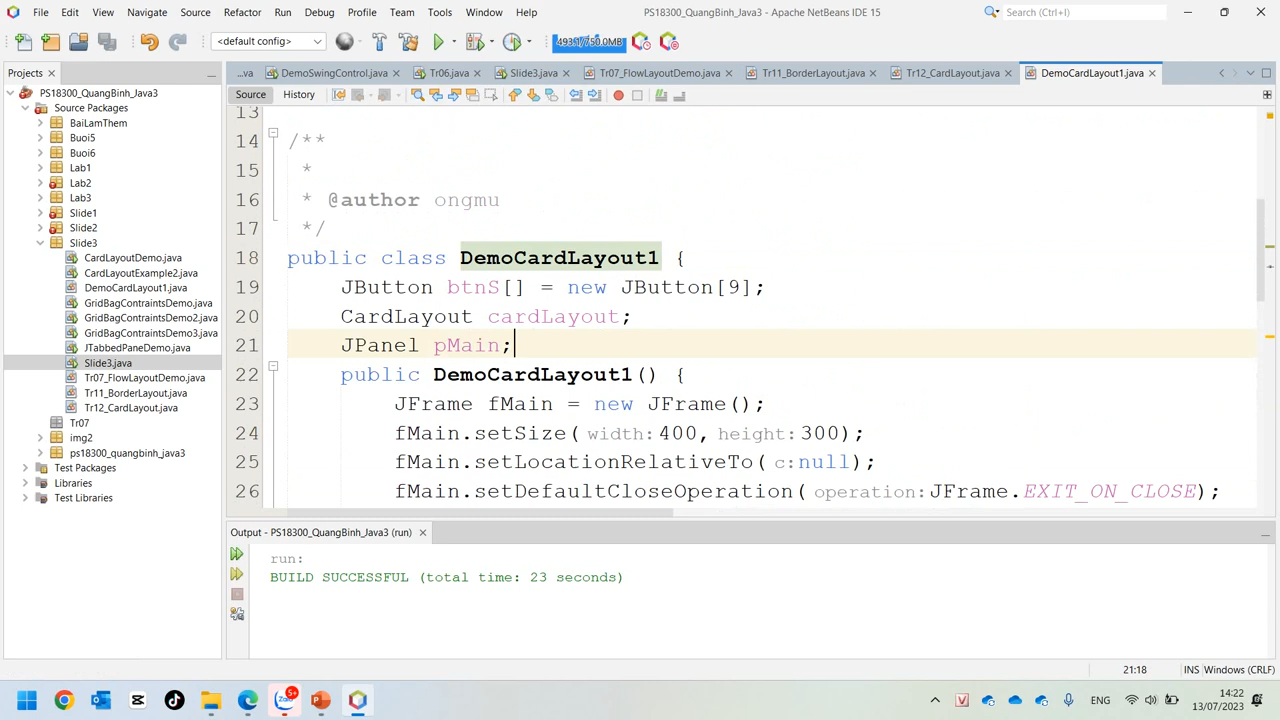 File Edit View Navigate Source Refactor Run Debug Profile Team Tools Window Help
PS18300_QuangBinh_Java3 - Apache NetBeans IDE 15
Search (Ctrl+I)
<default config>
493.1/750.0MB
Projects
...va
DemoSwingControl.java
Tr06.java
Slide3.java
Tr07_FlowLayoutDemo.java
Tr11_BorderLayout.java
Tr12_CardLayout.java
DemoCardLayout1.java
PS18300_QuangBinh_Java3
Source Packages
BaiLamThem
Buoi5
Buoi6
Lab1
Lab2
Lab3
Slide1
Slide2
Slide3
CardLayoutDemo.java
CardLayoutExample2.java
DemoCardLayout1.java
GridBagContraintsDemo.java
GridBagContraintsDemo2.java
GridBagContraintsDemo3.java
JTabbedPaneDemo.java
Slide3.java
Tr07_FlowLayoutDemo.java
Tr11_BorderLayout.java
Tr12_CardLayout.java
Tr07
img2
ps18300_quangbinh_java3
Test Packages
Libraries
Test Libraries
Source History
13
14 /**
15 *
16 * @author ongmu
17 */
18 public class DemoCardLayout1 {
19 JButton btnS[] = new JButton[9];
20 CardLayout cardLayout;
21 JPanel pMain;
22 public DemoCardLayout1() {
23 JFrame fMain = new JFrame();
24 fMain.setSize(width:400, height:300);
25 fMain.setLocationRelativeTo(c:null);
26 fMain.setDefaultCloseOperation(operation:JFrame.EXIT_ON_CLOSE);
Output - PS18300_QuangBinh_Java3 (run)
run:
BUILD SUCCESSFUL (total time: 23 seconds)
21:18 INS Windows (CRLF)
Zalo
5+
V
ENG
14:22
13/07/2023